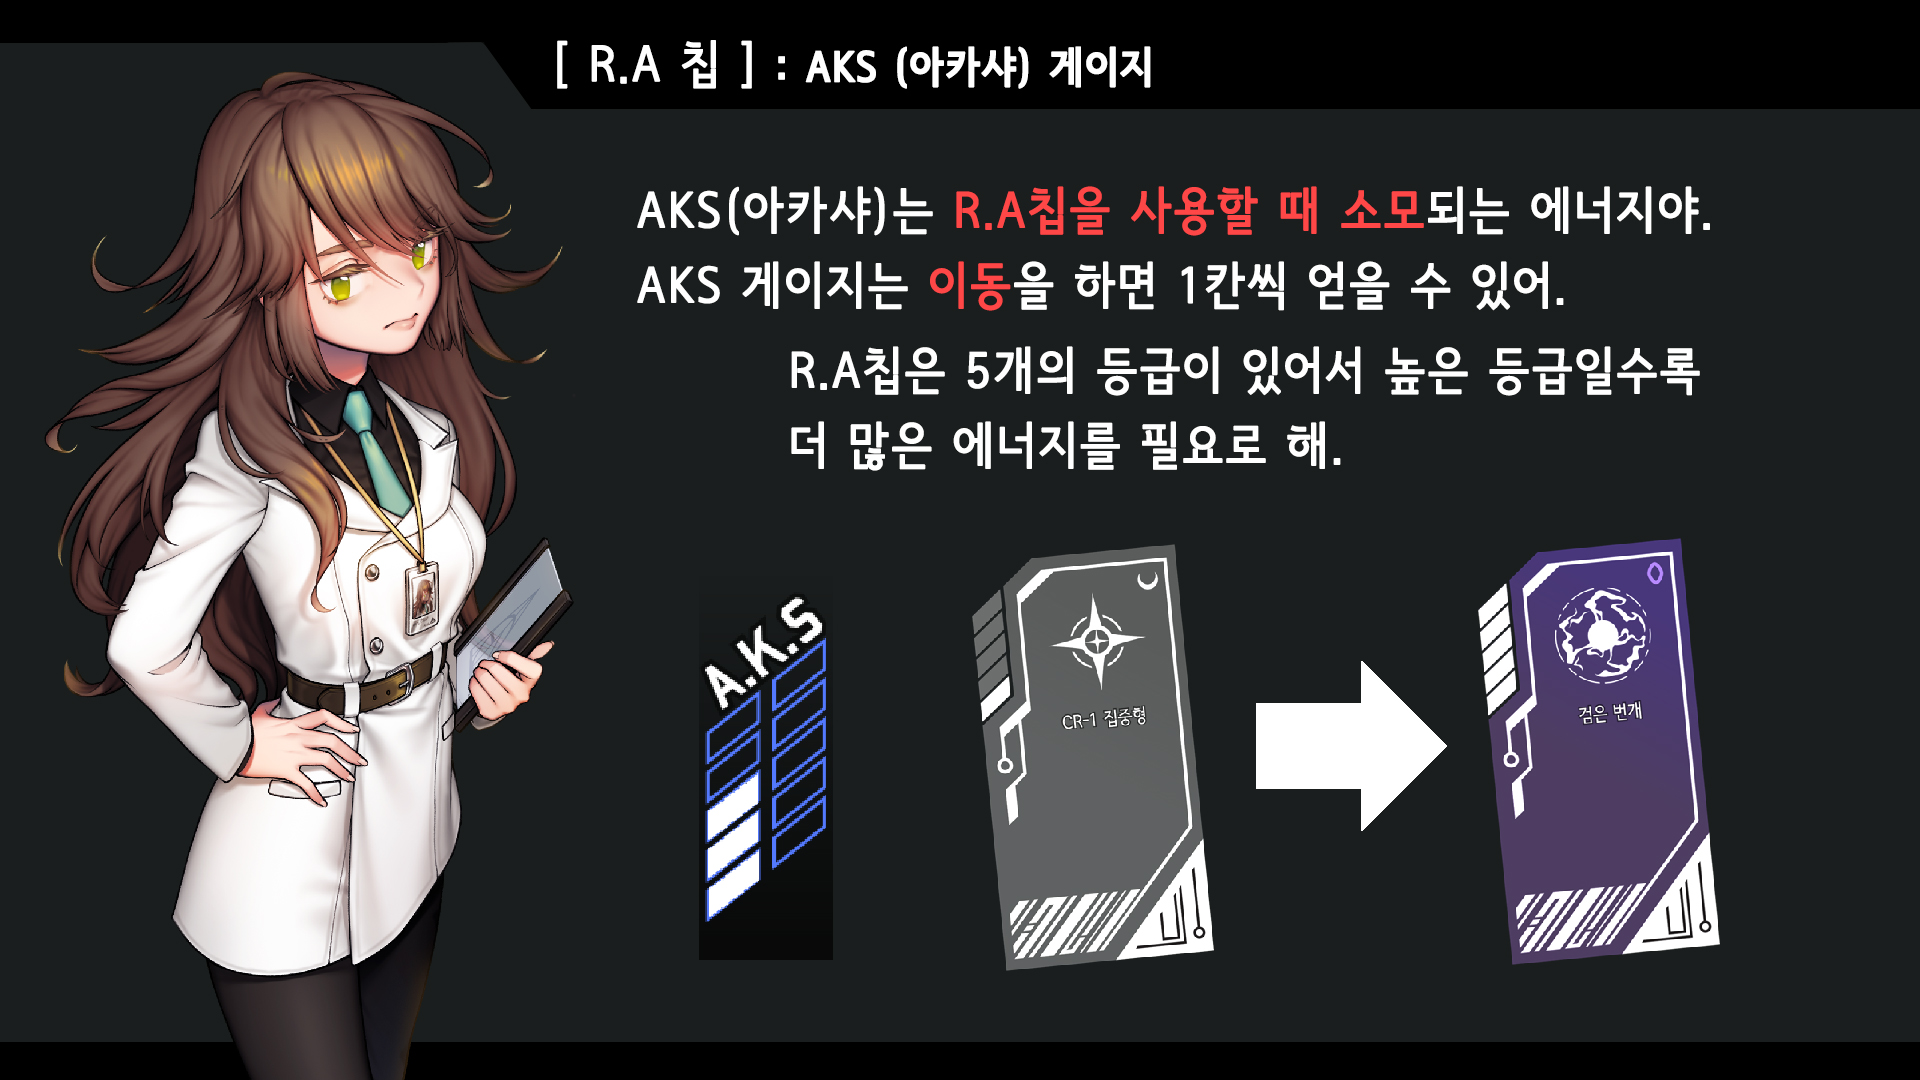 [ R.A 칩 ] : AKS (아카샤) 게이지
AKS(아카샤)는 R.A칩을 사용할 때 소모되는 에너지야.
AKS 게이지는 이동을 하면 1칸씩 얻을 수 있어.
R.A칩은 5개의 등급이 있어서 높은 등급일수록
더 많은 에너지를 필요로 해.
A.K.S
CR-1 집중형
검은 번개